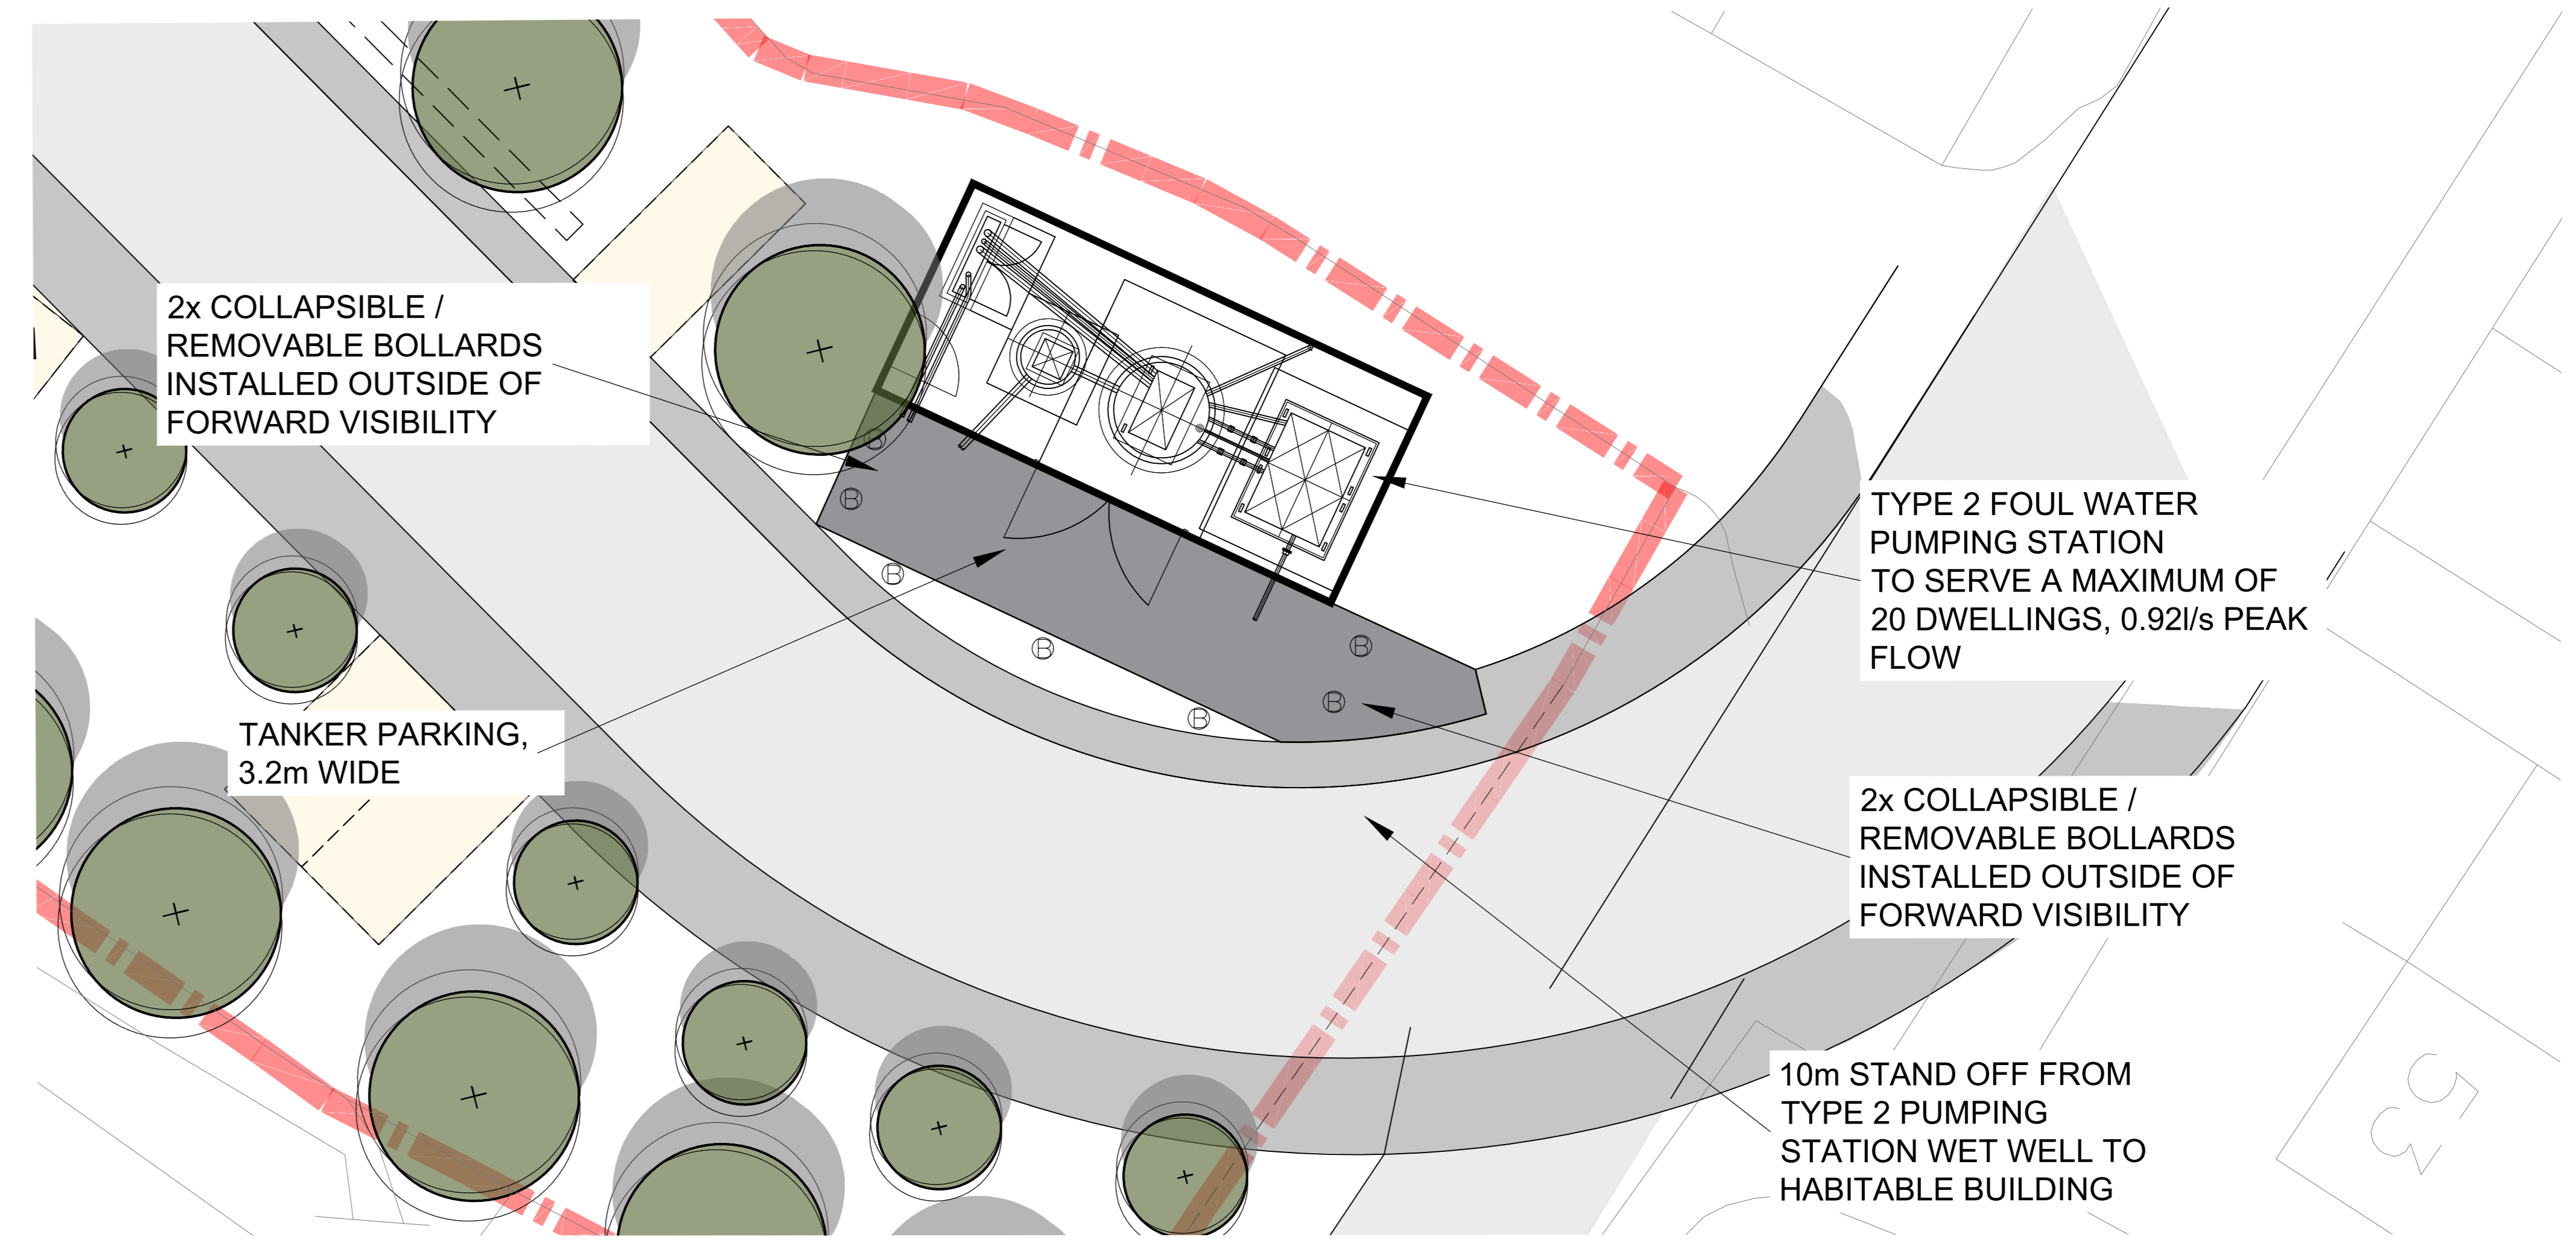 2x COLLAPSIBLE /
REMOVABLE BOLLARDS
INSTALLED OUTSIDE OF
FORWARD VISIBILITY
TYPE 2 FOUL WATER
PUMPING STATION
TO SERVE A MAXIMUM OF
20 DWELLINGS, 0.92l/s PEAK
FLOW
TANKER PARKING,
3.2m WIDE
2x COLLAPSIBLE /
REMOVABLE BOLLARDS
INSTALLED OUTSIDE OF
FORWARD VISIBILITY
10m STAND OFF FROM
TYPE 2 PUMPING
STATION WET WELL TO
HABITABLE BUILDING
B
B
B
B
B
B
B
53